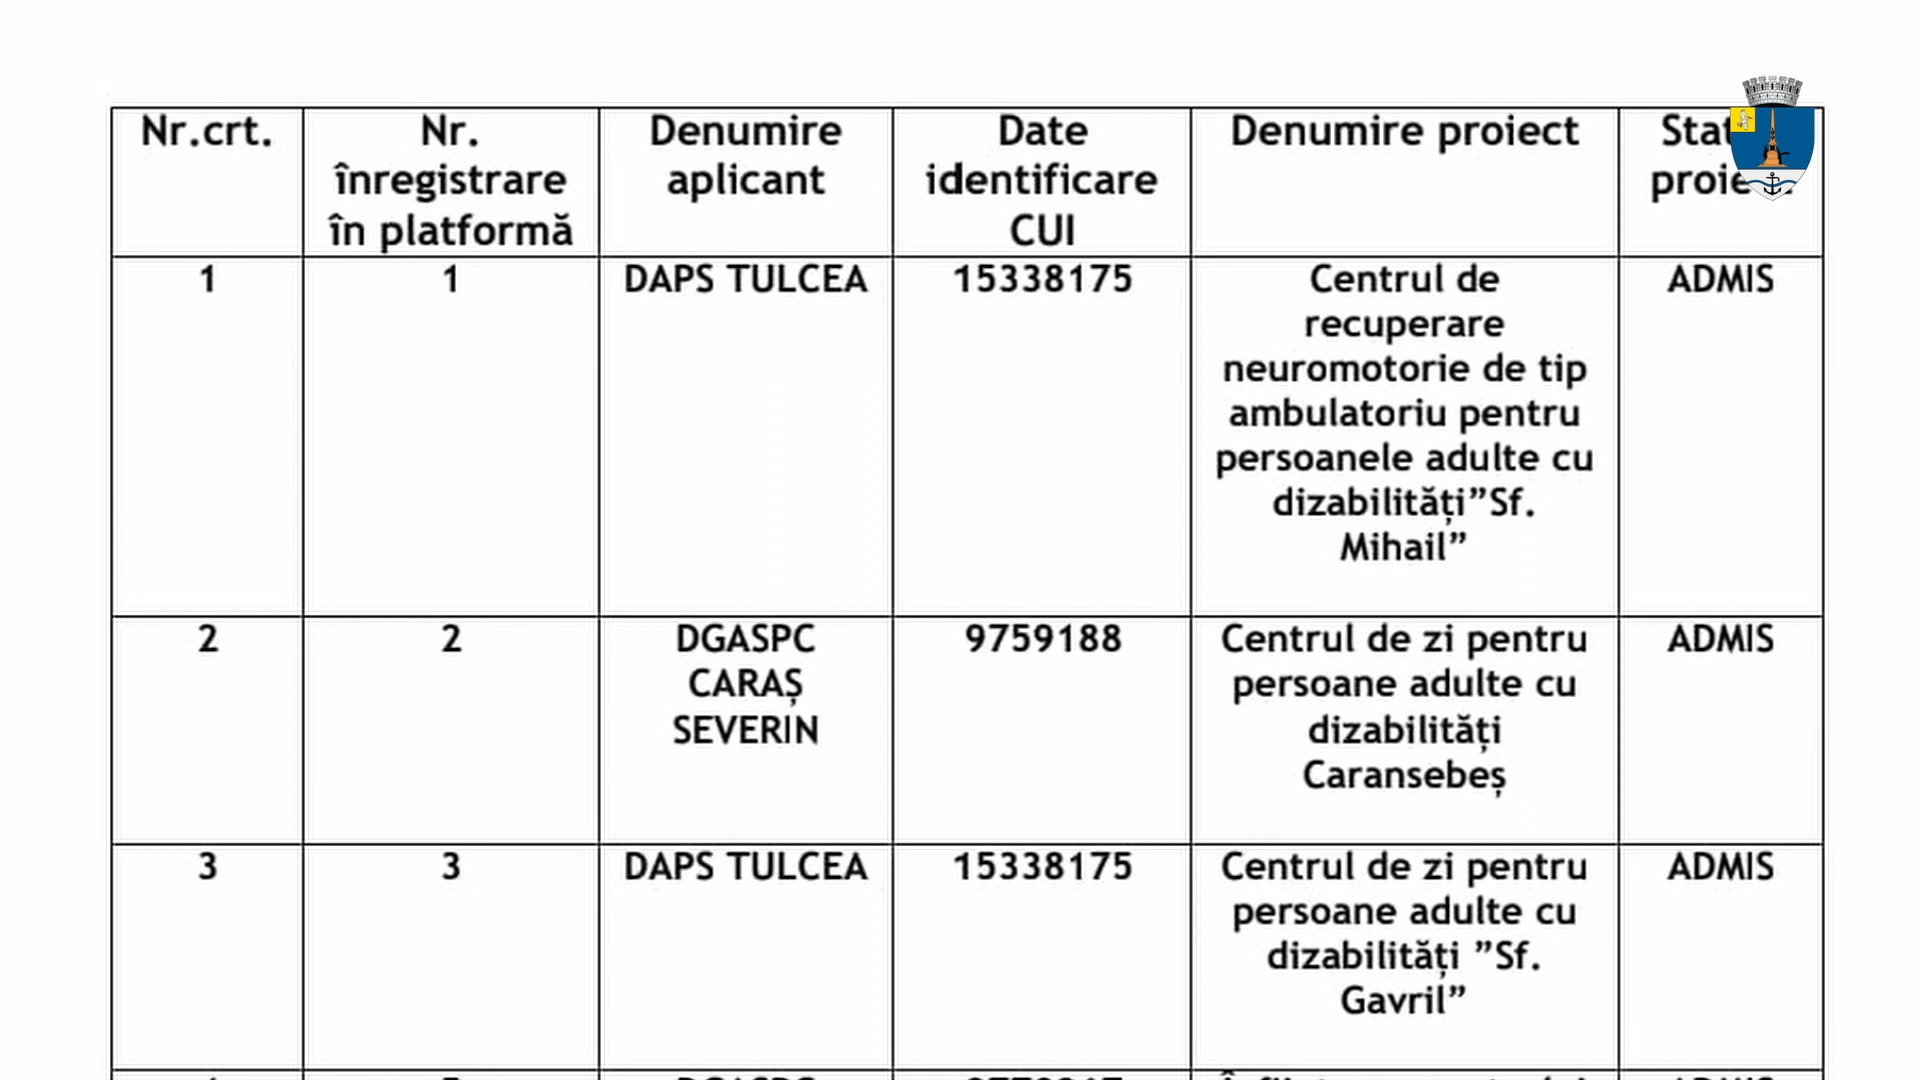 Nr.crt.
Nr.
înregistrare
în platformă
Denumire
aplicant
Date
identificare
CUI
Denumire proiect
1
1
DAPS TULCEA
15338175
Centrul de
recuperare
neuromotorie de tip
ambulatoriu pentru
persoanele adulte cu
dizabilități”Sf.
Mihail”
ADMIS
2
2
DGASPC
CARAȘ
SEVERIN
9759188
Centrul de zi pentru
persoane adulte cu
dizabilități
Caransebeș
ADMIS
3
3
DAPS TULCEA
15338175
Centrul de zi pentru
persoane adulte cu
dizabilități ”Sf.
Gavril”
ADMIS